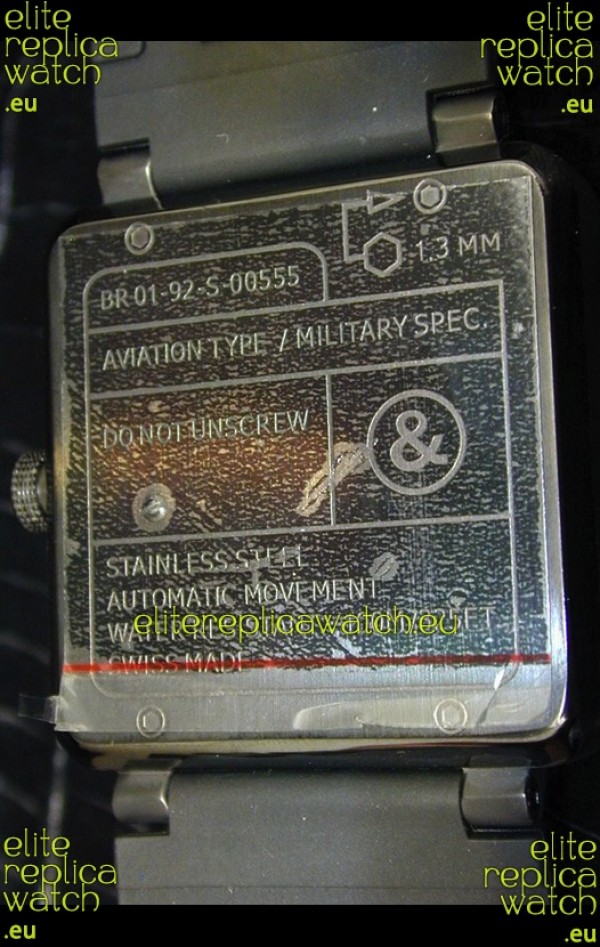 elite
replica
watch
.eu
elite
replica
watch
.eu
1.3 MM
BR 01-92-S-00555
AVIATION TYPE / MILITARY SPEC.
DO NOT UNSCREW
&
STAINLESS STEEL
AUTOMATIC MOVEMENT
elitereplicawatch.eu
SWISS MADE
elite
replica
watch
.eu
elite
replica
watch
.eu